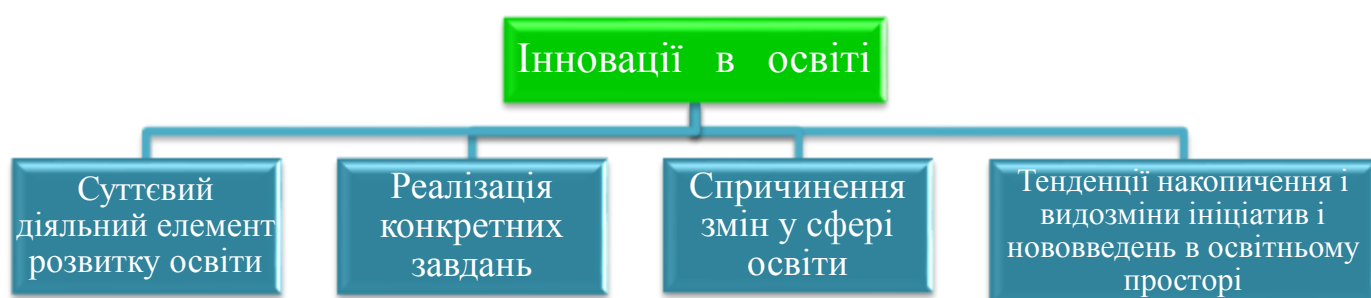 Інновації в освіті
Суттєвий
діяльний елемент
розвитку освіти
Реалізація
конкретних
завдань
Спричинення
змін у сфері
освіти
Тенденції накопичення і
видозміни ініціатив і
нововведень в освітньому
просторі